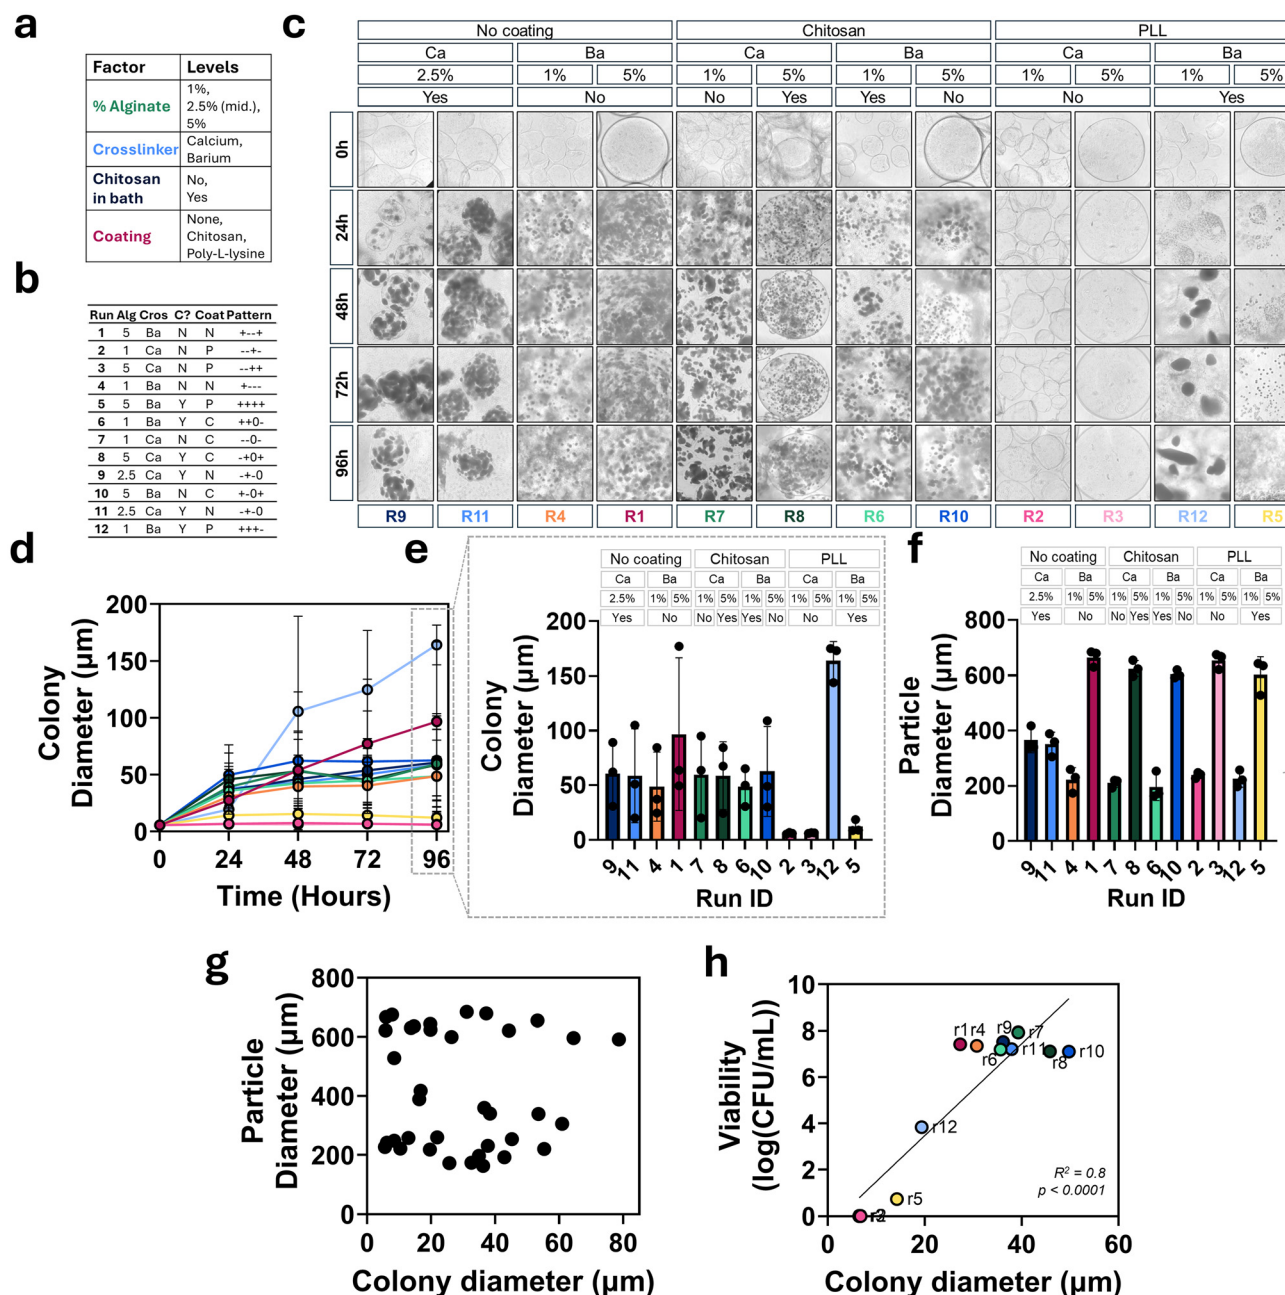 a
Factor Levels
% Alginate 1%, 2.5% (mid.), 5%
Crosslinker Calcium, Barium
Chitosan in bath No, Yes
Coating None, Chitosan, Poly-L-lysine
b
Run Alg Cros C? Coat Pattern
1 5 Ba N N +--+
2 1 Ca N P --+-
3 5 Ca N P --++
4 1 Ba N N +---
5 5 Ba Y P ++++
6 1 Ba Y C ++0-
7 1 Ca N C --0-
8 5 Ca Y C -+0+
9 2.5 Ca Y N -+-0
10 5 Ba N C +-0+
11 2.5 Ca Y N -+-0
12 1 Ba Y P +++-
c
No coating Chitosan PLL
Ca Ba Ca Ba Ca Ba
2.5% 1% 5% 1% 5% 1% 5% 1% 5% 1% 5%
Yes No No Yes Yes No No Yes
0h
24h
48h
72h
96h
R9 R11 R4 R1 R7 R8 R6 R10 R2 R3 R12 R5
d
Colony
Diameter (µm)
200
150
100
50
0
0 24 48 72 96
Time (Hours)
e
No coating Chitosan PLL
Ca Ba Ca Ba Ca Ba
2.5% 1% 5% 1% 5% 1% 5% 1% 5% 1% 5%
Yes No No Yes Yes No No Yes
Colony
Diameter (µm)
200
150
100
50
0
9 11 4 1 7 8 6 10 2 3 12 5
Run ID
f
No coating Chitosan PLL
Ca Ba Ca Ba Ca Ba
2.5% 1% 5% 1% 5% 1% 5% 1% 5% 1% 5%
Yes No No Yes Yes No No Yes
Particle
Diameter (µm)
800
600
400
200
0
9 11 4 1 7 8 6 10 2 3 12 5
Run ID
g
Particle
Diameter (µm)
800
600
400
200
0
0 20 40 60 80
Colony diameter (µm)
h
Viability
(log(CFU/mL))
10
8
6
4
2
0
r1 r4 r9 r7
r6 r11 r8 r10
r12
r5
R² = 0.8
p < 0.0001
0 20 40 60
Colony diameter (µm)